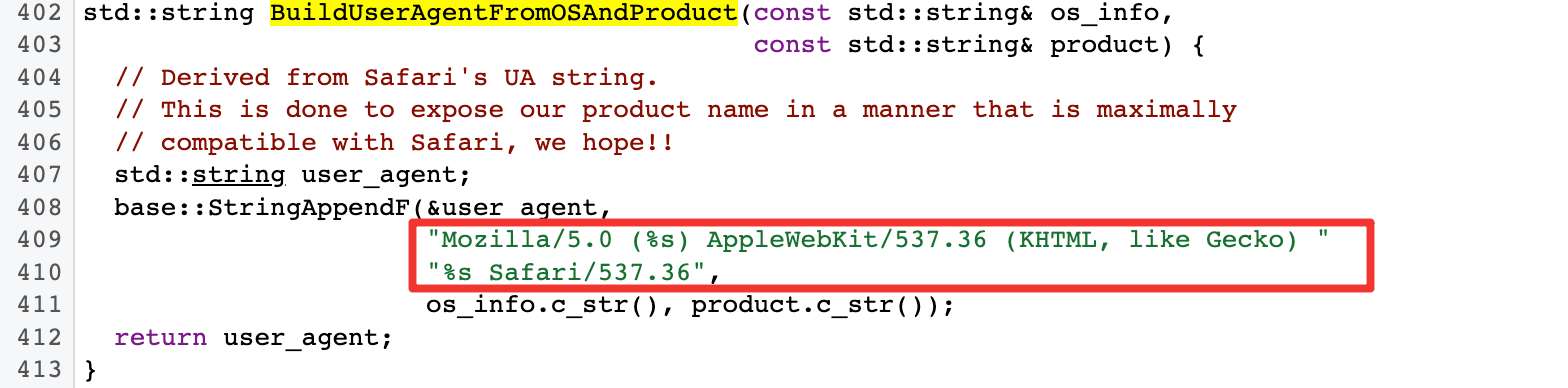 402 std::string BuildUserAgentFromOSAndProduct(const std::string& os_info,
403                                            const std::string& product) {
404   // Derived from Safari's UA string.
405   // This is done to expose our product name in a manner that is maximally
406   // compatible with Safari, we hope!!
407   std::string user_agent;
408   base::StringAppendF(&user_agent,
409                       "Mozilla/5.0 (%s) AppleWebKit/537.36 (KHTML, like Gecko) "
410                       "%s Safari/537.36",
411                       os_info.c_str(), product.c_str());
412   return user_agent;
413 }